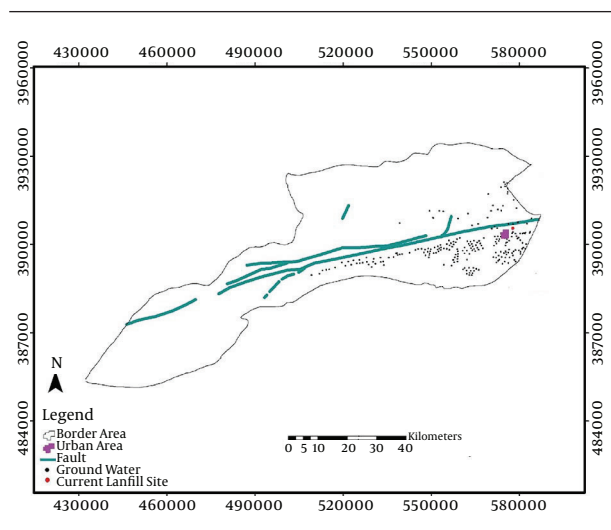 430000 460000 490000 520000 550000 580000
3960000 3960000
3930000 3930000
390000 390000
387000 387000
484000 484000
N
Legend
Border Area
Urban Area
Fault
Ground Water
Current Lanfill Site
Kilometers
0 5 10 20 30 40
430000 460000 490000 520000 550000 580000